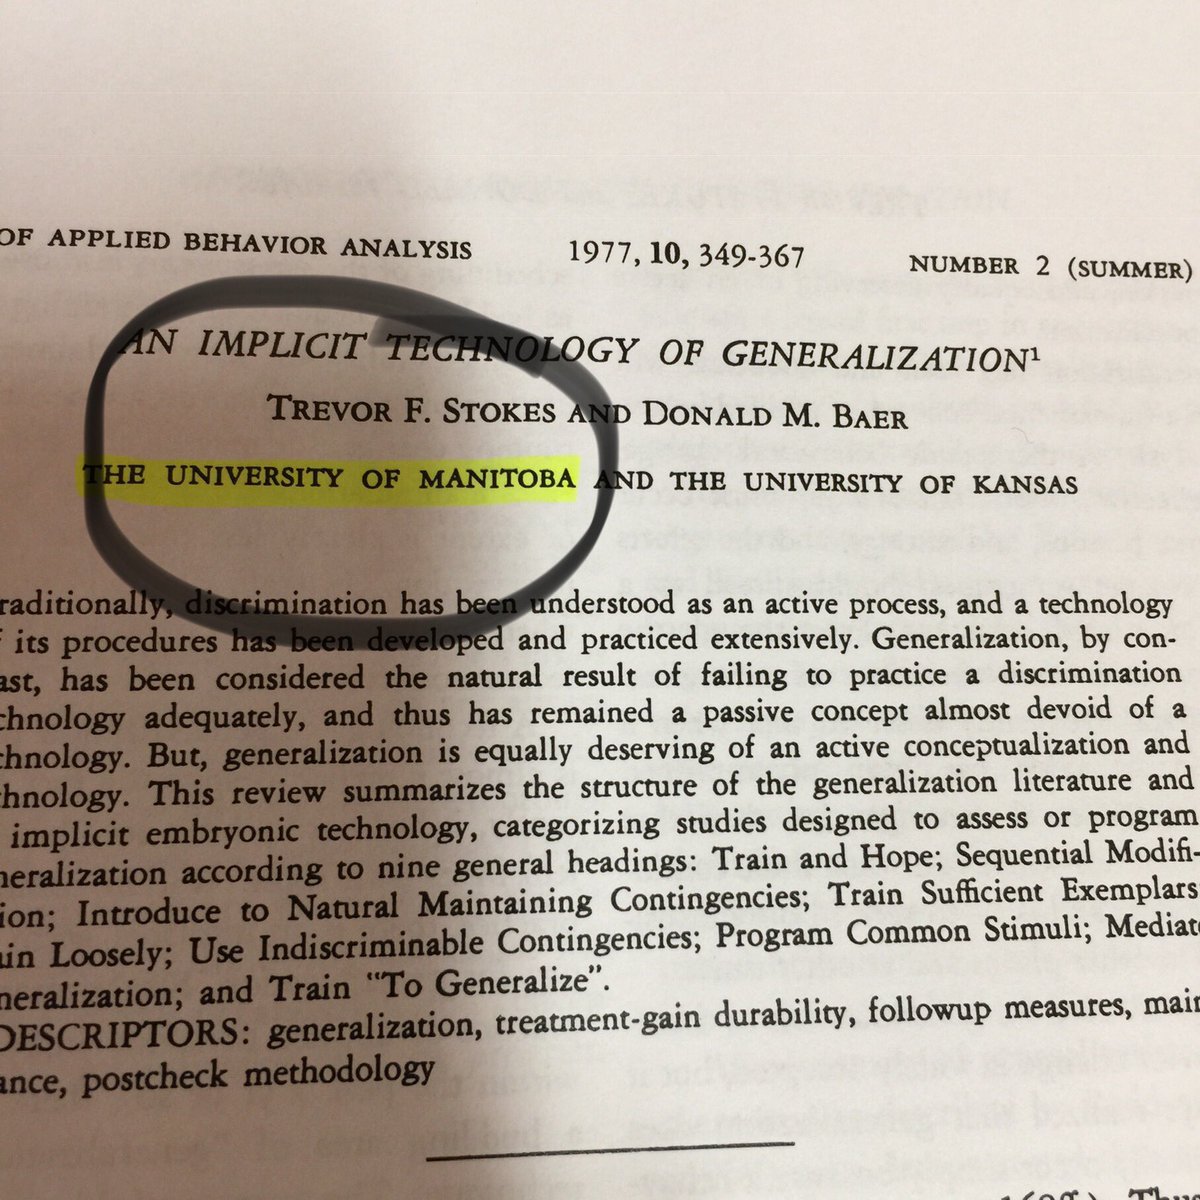 OF APPLIED BEHAVIOR ANALYSIS 1977, 10, 349-367 NUMBER 2 (SUMMER)
AN IMPLICIT TECHNOLOGY OF GENERALIZATION¹
TREVOR F. STOKES AND DONALD M. BAER
THE UNIVERSITY OF MANITOBA AND THE UNIVERSITY OF KANSAS
raditionally, discrimination has been understood as an active process, and a technology
f its procedures has been developed and practiced extensively. Generalization, by con-
ast, has been considered the natural result of failing to practice a discrimination
chnology adequately, and thus has remained a passive concept almost devoid of a
chnology. But, generalization is equally deserving of an active conceptualization and
hnology. This review summarizes the structure of the generalization literature and
implicit embryonic technology, categorizing studies designed to assess or program
neralization according to nine general headings: Train and Hope; Sequential Modifi-
ion; Introduce to Natural Maintaining Contingencies; Train Sufficient Exemplars
in Loosely; Use Indiscriminable Contingencies; Program Common Stimuli; Mediate
neralization; and Train "To Generalize".
DESCRIPTORS: generalization, treatment-gain durability, followup measures, main
ance, postcheck methodology